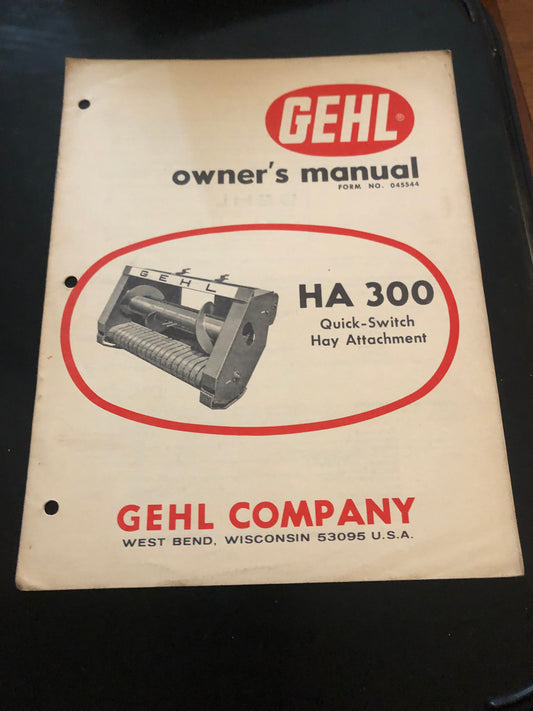 GEHL®
owner's manual
FORM NO. 045544
GEHL
HA 300
Quick-Switch
Hay Attachment
GEHL COMPANY
WEST BEND, WISCONSIN 53095 U.S.A.